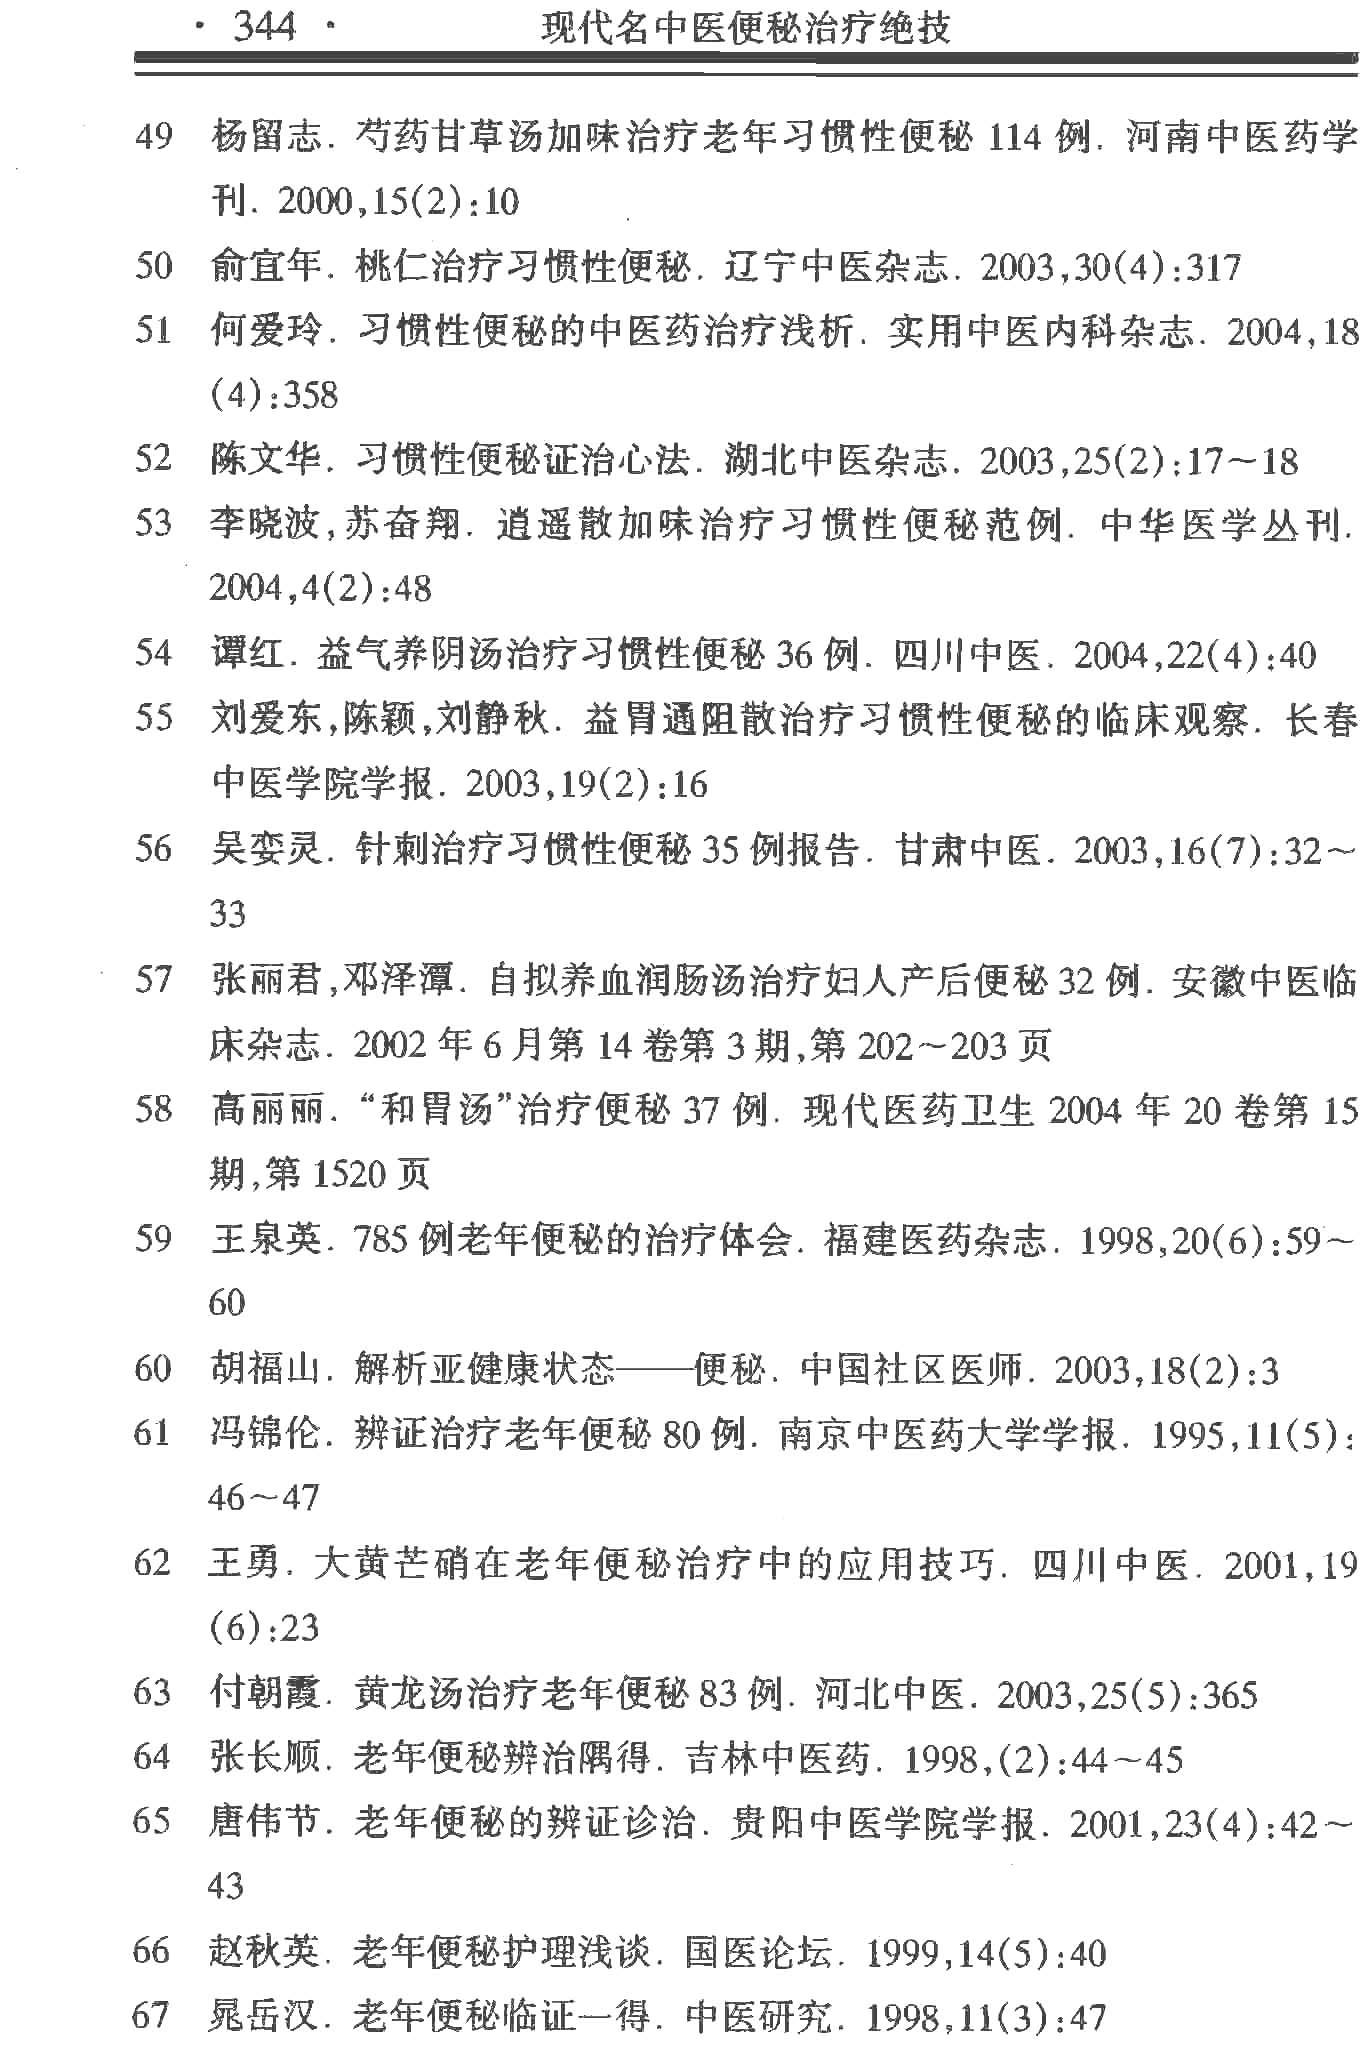 · 344 · 现代名中医便秘治疗绝技
49 杨留志. 芍药甘草汤加味治疗老年习惯性便秘 114 例. 河南中医药学
刊. 2000,15(2):10
50 俞宜年. 桃仁治疗习惯性便秘. 辽宁中医杂志. 2003,30(4):317
51 何爱玲. 习惯性便秘的中医药治疗浅析. 实用中医内科杂志. 2004,18
(4):358
52 陈文华. 习惯性便秘证治心法. 湖北中医杂志. 2003,25(2):17～18
53 李晓波,苏奋翔. 逍遥散加味治疗习惯性便秘范例. 中华医学丛刊.
2004,4(2):48
54 谭红. 益气养阴汤治疗习惯性便秘 36 例. 四川中医. 2004,22(4):40
55 刘爱东,陈颖,刘静秋. 益胃通阻散治疗习惯性便秘的临床观察. 长春
中医学院学报. 2003,19(2):16
56 吴娈灵. 针刺治疗习惯性便秘 35 例报告. 甘肃中医. 2003,16(7):32～
33
57 张丽君,邓泽潭. 自拟养血润肠汤治疗妇人产后便秘 32 例. 安徽中医临
床杂志. 2002 年 6 月第 14 卷第 3 期,第 202～203 页
58 高丽丽. “和胃汤”治疗便秘 37 例. 现代医药卫生 2004 年 20 卷第 15
期,第 1520 页
59 王泉英. 785 例老年便秘的治疗体会. 福建医药杂志. 1998,20(6):59～
60
60 胡福山. 解析亚健康状态——便秘. 中国社区医师. 2003,18(2):3
61 冯锦伦. 辨证治疗老年便秘 80 例. 南京中医药大学学报. 1995,11(5):
46～47
62 王勇. 大黄芒硝在老年便秘治疗中的应用技巧. 四川中医. 2001,19
(6):23
63 付朝霞. 黄龙汤治疗老年便秘 83 例. 河北中医. 2003,25(5):365
64 张长顺. 老年便秘辨治隅得. 吉林中医药. 1998,(2):44～45
65 唐伟节. 老年便秘的辨证诊治. 贵阳中医学院学报. 2001,23(4):42～
43
66 赵秋英. 老年便秘护理浅谈. 国医论坛. 1999,14(5):40
67 晁岳汉. 老年便秘临证一得. 中医研究. 1998,11(3):47